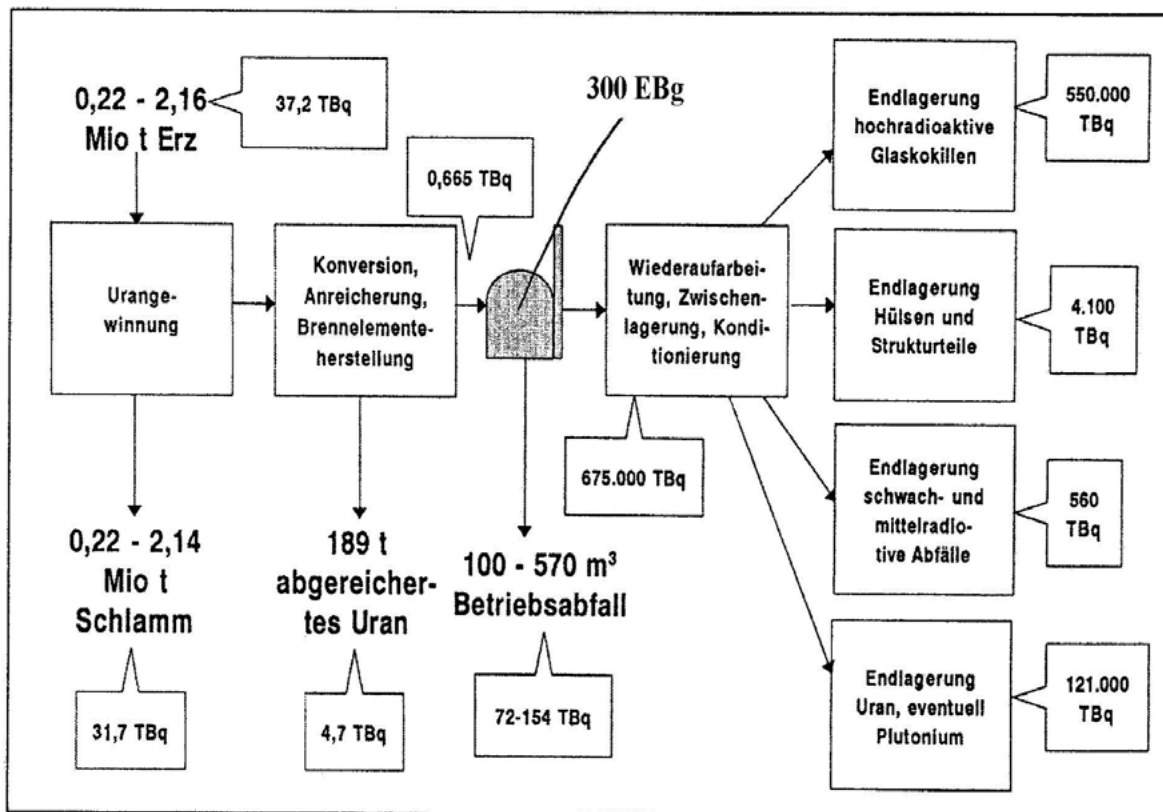 0,22 - 2,16
Mio t Erz
37,2 TBq
Urange-
winnung
0,22 - 2,14
Mio t
Schlamm
31,7 TBq
Konversion,
Anreicherung,
Brennelemente-
herstellung
189 t
abgereicher-
tes Uran
4,7 TBq
0,665 TBq
300 EBg
100 - 570 m³
Betriebsabfall
72-154 TBq
Wiederaufarbei-
tung, Zwischen-
lagerung, Kondi-
tionierung
675.000 TBq
Endlagerung
hochradioaktive
Glaskokillen
550.000
TBq
Endlagerung
Hülsen und
Strukturteile
4.100
TBq
Endlagerung
schwach- und
mittelradio-
tive Abfälle
560
TBq
Endlagerung
Uran, eventuell
Plutonium
121.000
TBq